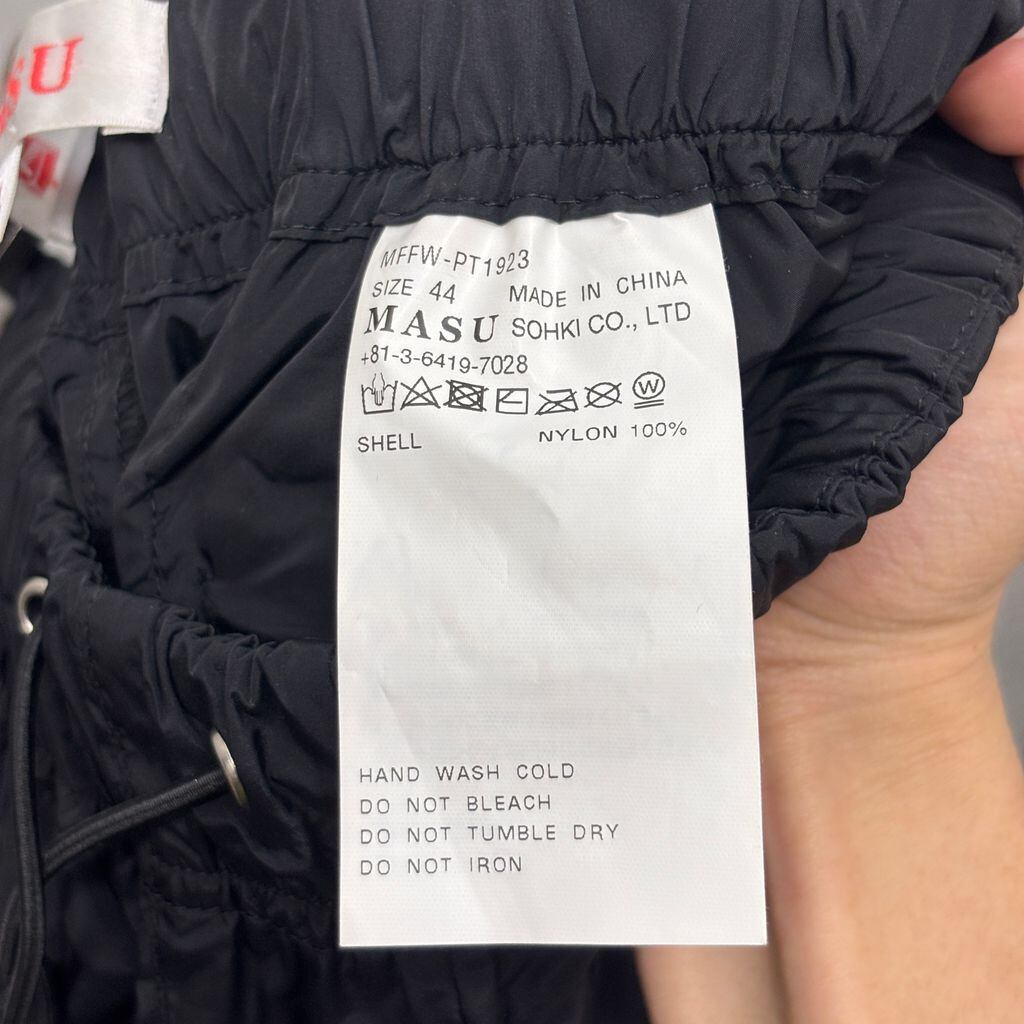 SU
MFFW-PT1923
SIZE 44 MADE IN CHINA
MASU SOHKI CO., LTD
+81-3-6419-7028
W
SHELL NYLON 100%
HAND WASH COLD
DO NOT BLEACH
DO NOT TUMBLE DRY
DO NOT IRON